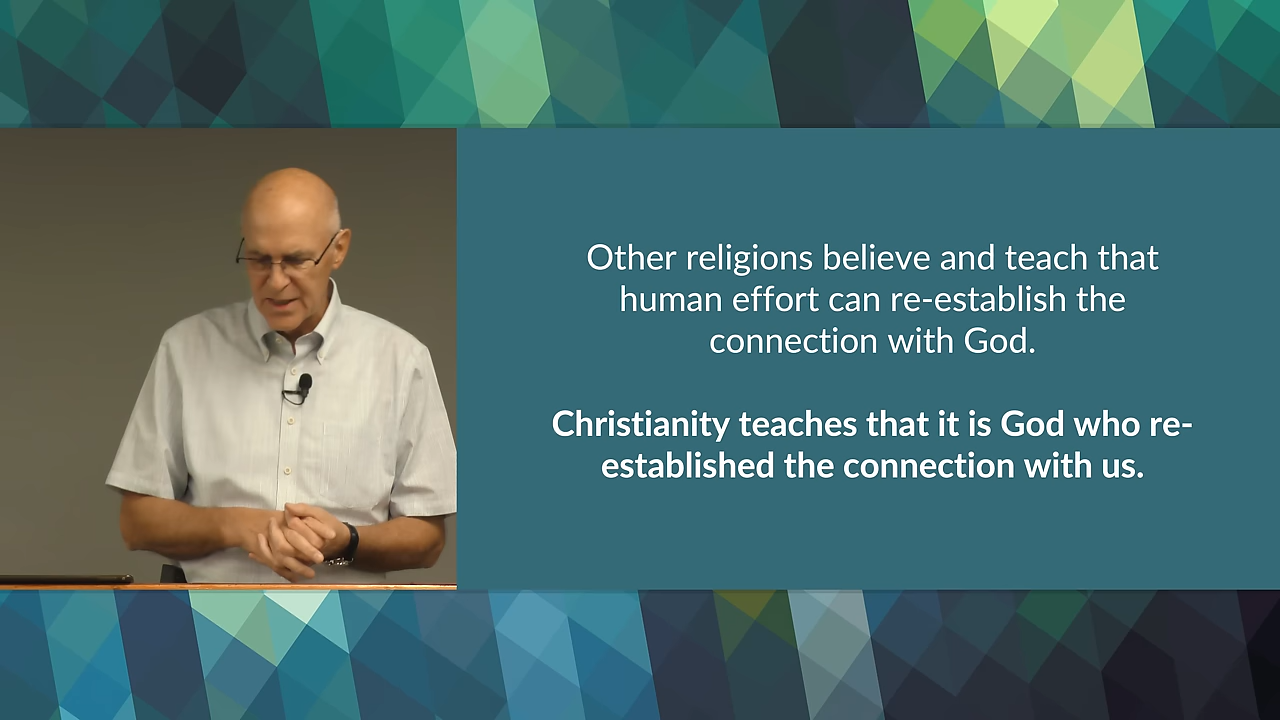 Other religions believe and teach that
human effort can re-establish the
connection with God.
Christianity teaches that it is God who re-
established the connection with us.